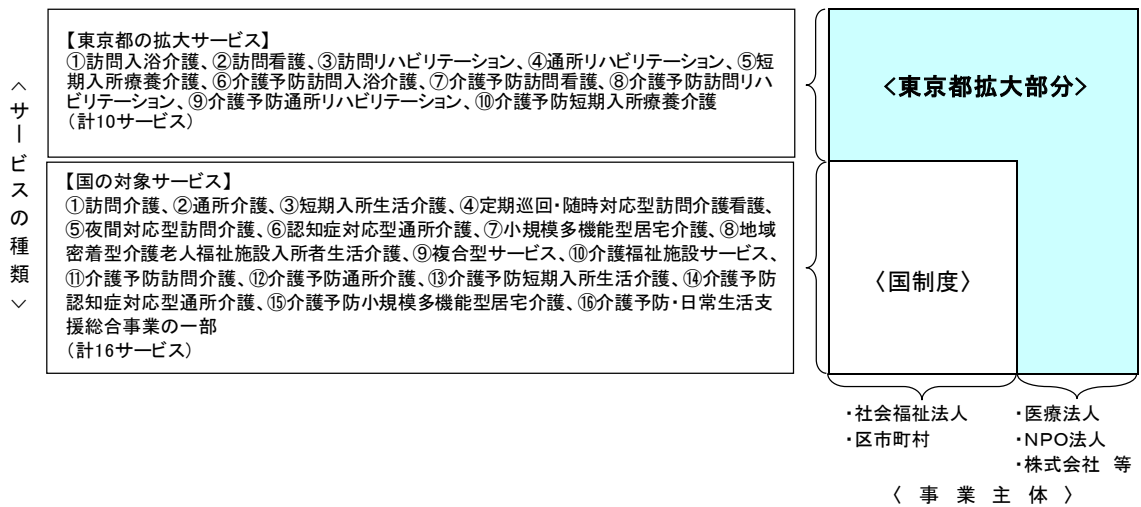 〈サービスの種類〉
【東京都の拡大サービス】
①訪問入浴介護、②訪問看護、③訪問リハビリテーション、④通所リハビリテーション、⑤短
期入所療養介護、⑥介護予防訪問入浴介護、⑦介護予防訪問看護、⑧介護予防訪問リハ
ビリテーション、⑨介護予防通所リハビリテーション、⑩介護予防短期入所療養介護
（計10サービス）
【国の対象サービス】
①訪問介護、②通所介護、③短期入所生活介護、④定期巡回・随時対応型訪問介護看護、
⑤夜間対応型訪問介護、⑥認知症対応型通所介護、⑦小規模多機能型居宅介護、⑧地域
密着型介護老人福祉施設入所者生活介護、⑨複合型サービス、⑩介護福祉施設サービス、
⑪介護予防訪問介護、⑫介護予防通所介護、⑬介護予防短期入所生活介護、⑭介護予防
認知症対応型通所介護、⑮介護予防小規模多機能型居宅介護、⑯介護予防・日常生活支
援総合事業の一部
（計16サービス）
<東京都拡大部分>
〈国制度〉
・社会福祉法人
・区市町村
・医療法人
・NPO法人
・株式会社　等
〈 事 業 主 体 〉